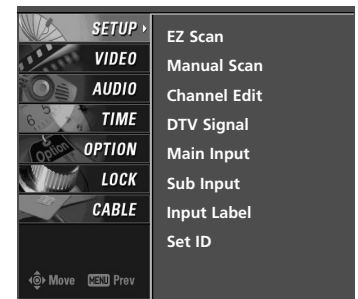 SETUP
VIDEO
AUDIO
TIME
OPTION
LOCK
CABLE
Move MENU Prev
EZ Scan
Manual Scan
Channel Edit
DTV Signal
Main Input
Sub Input
Input Label
Set ID